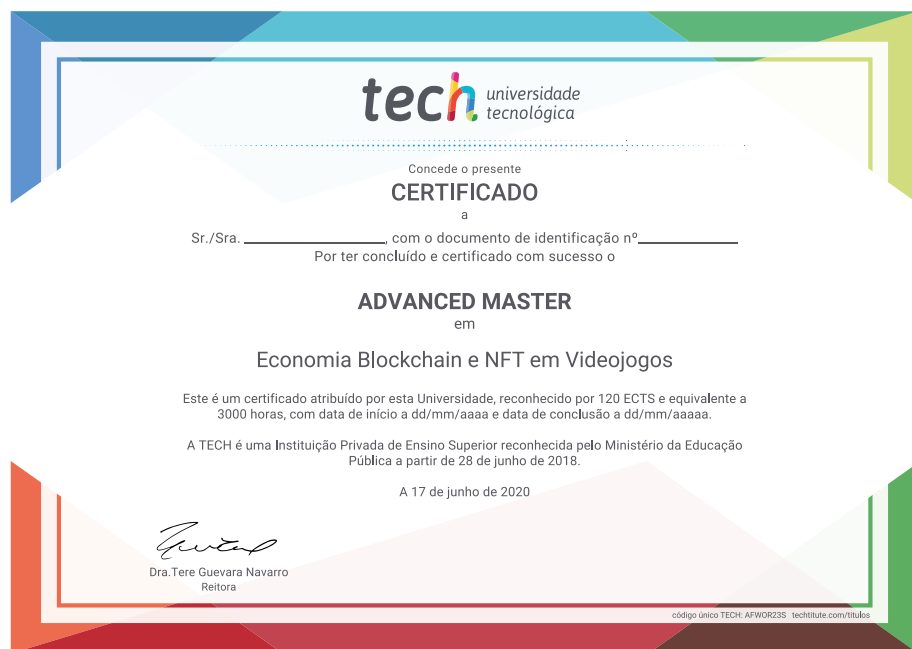 tech universidade
tecnológica
Concede o presente
CERTIFICADO
a
Sr./Sra. ________________, com o documento de identificação nº____________
Por ter concluído e certificado com sucesso o
ADVANCED MASTER
em
Economia Blockchain e NFT em Videojogos
Este é um certificado atribuído por esta Universidade, reconhecido por 120 ECTS e equivalente a
3000 horas, com data de início a dd/mm/aaaa e data de conclusão a dd/mm/aaaaa.
A TECH é uma Instituição Privada de Ensino Superior reconhecida pelo Ministério da Educação
Pública a partir de 28 de junho de 2018.
A 17 de junho de 2020
Dra.Tere Guevara Navarro
Reitora
código único TECH: AFWOR23S techtitute.com/titulos